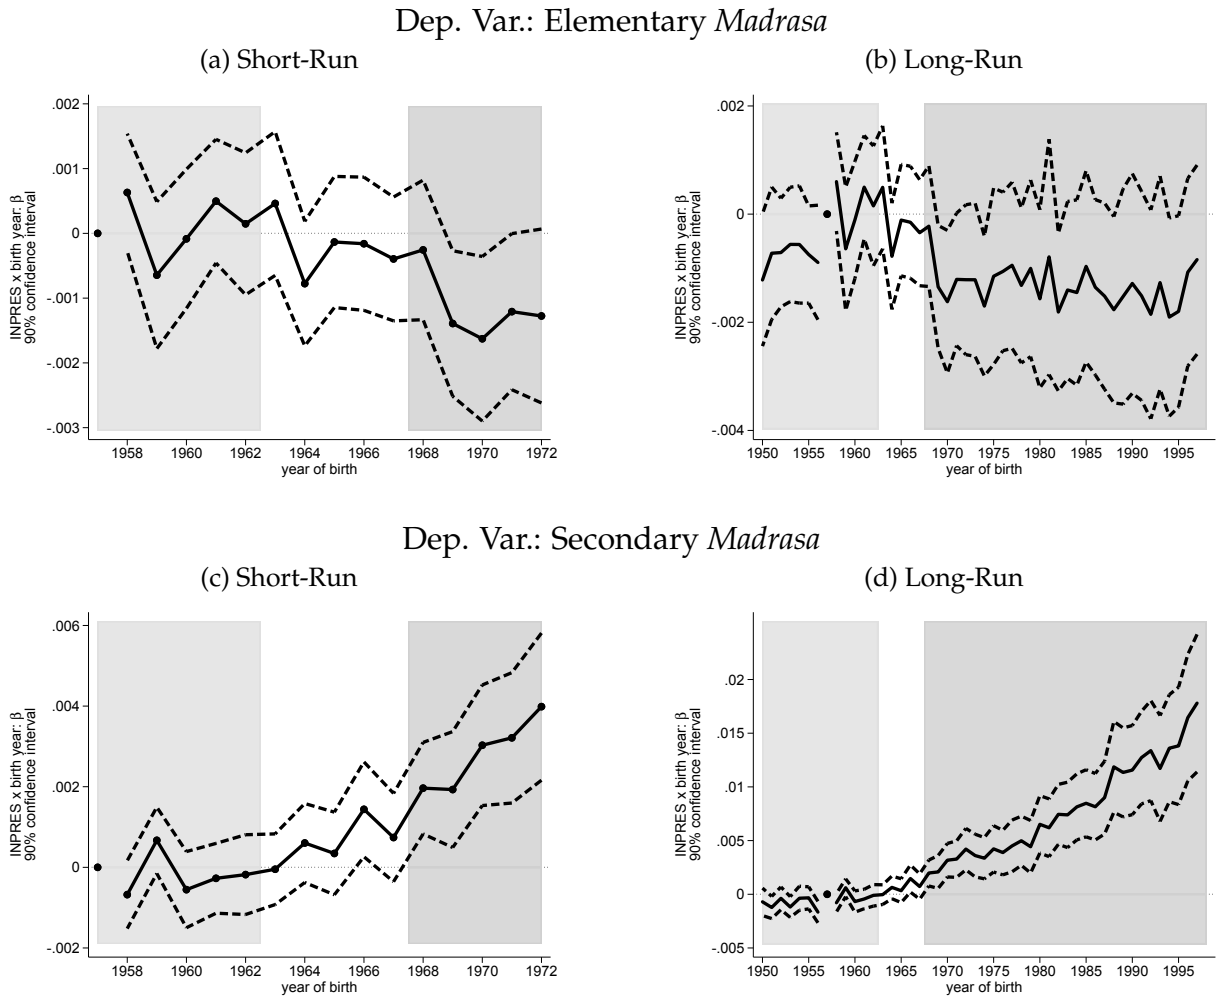 Dep. Var.: Elementary Madrasa
(a) Short-Run
.002
.001
0
-.001
-.002
-.003
INPRES x birth year: β
90% confidence interval
1958 1960 1962 1964 1966 1968 1970 1972
year of birth
(b) Long-Run
.002
0
-.002
-.004
INPRES x birth year: β
90% confidence interval
1950 1955 1960 1965 1970 1975 1980 1985 1990 1995
year of birth
Dep. Var.: Secondary Madrasa
(c) Short-Run
.006
.004
.002
0
-.002
INPRES x birth year: β
90% confidence interval
1958 1960 1962 1964 1966 1968 1970 1972
year of birth
(d) Long-Run
.02
.015
.01
.005
0
-.005
INPRES x birth year: β
90% confidence interval
1950 1955 1960 1965 1970 1975 1980 1985 1990 1995
year of birth